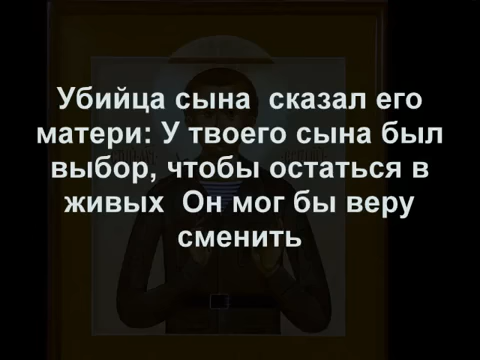 Убийца сына  сказал его
матери: У твоего сына был
выбор, чтобы остаться в
живых  Он мог бы веру
сменить